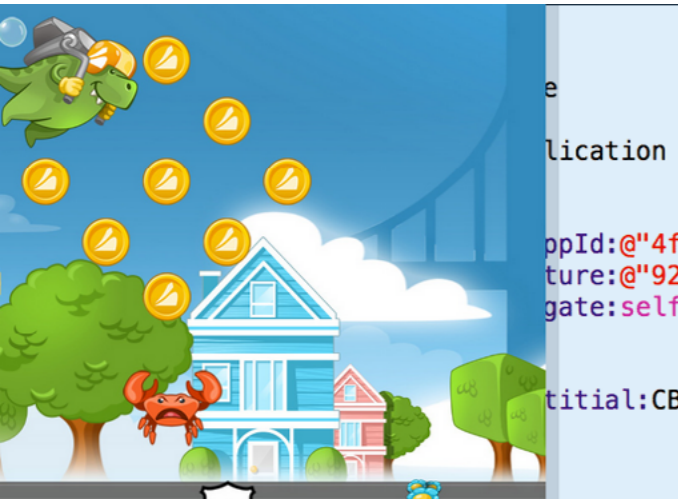 e
lication
ppId:@"4f
ture:@"92
gate:self
titial:CB